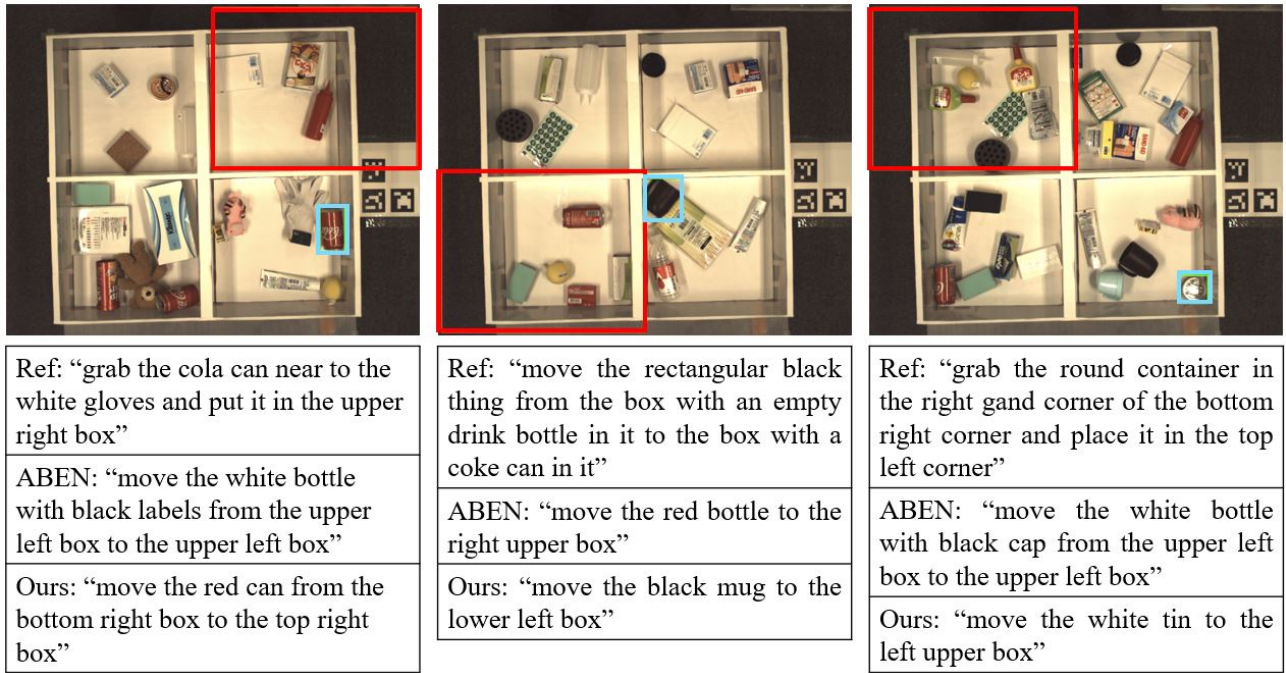 Ref: “grab the cola can near to the
white gloves and put it in the upper
right box”
ABEN: “move the white bottle
with black labels from the upper
left box to the upper left box”
Ours: “move the red can from the
bottom right box to the top right
box”
Ref: “move the rectangular black
thing from the box with an empty
drink bottle in it to the box with a
coke can in it”
ABEN: “move the red bottle to the
right upper box”
Ours: “move the black mug to the
lower left box”
Ref: “grab the round container in
the right gand corner of the bottom
right corner and place it in the top
left corner”
ABEN: “move the white bottle
with black cap from the upper left
box to the upper left box”
Ours: “move the white tin to the
left upper box”